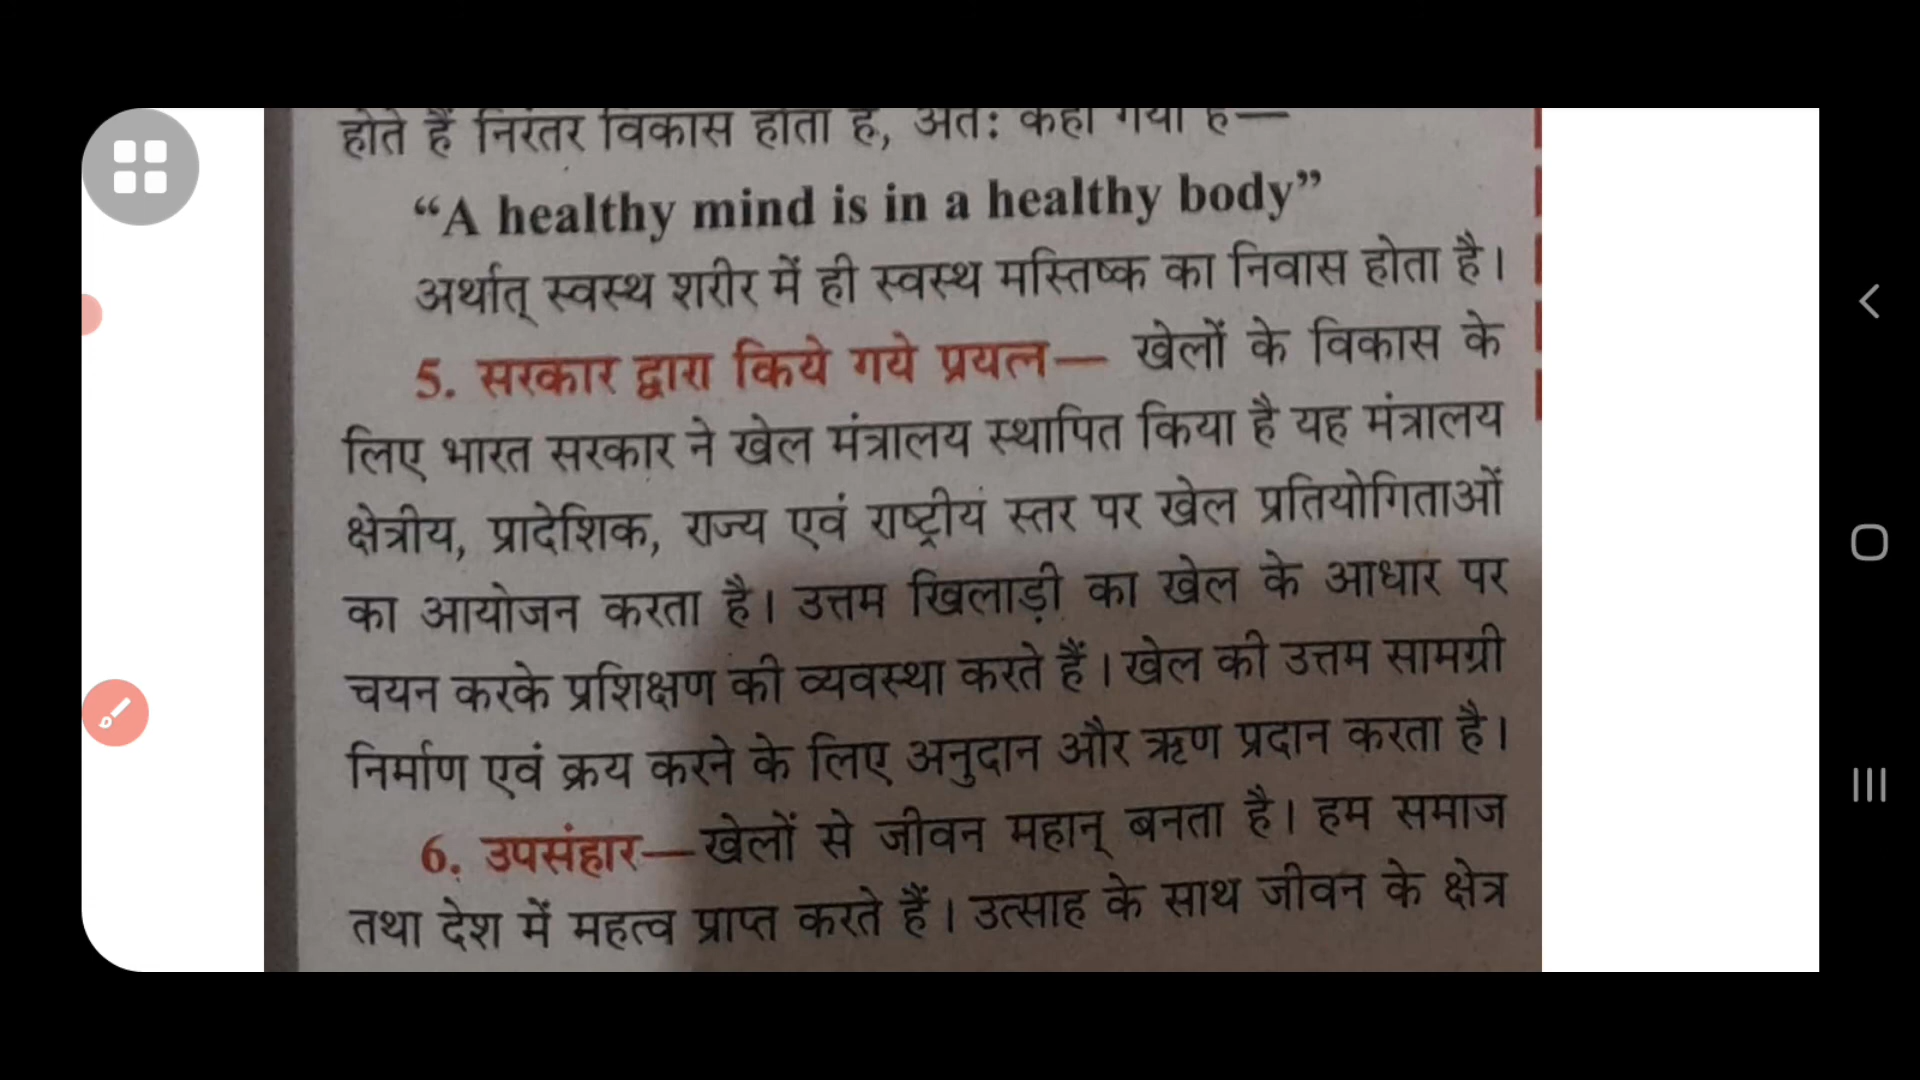 होते हैं निरंतर विकास होता है, अत: कहा गया है—
“A healthy mind is in a healthy body”
अर्थात् स्वस्थ शरीर में ही स्वस्थ मस्तिष्क का निवास होता है।
5. सरकार द्वारा किये गये प्रयत्न— खेलों के विकास के
लिए भारत सरकार ने खेल मंत्रालय स्थापित किया है यह मंत्रालय
क्षेत्रीय, प्रादेशिक, राज्य एवं राष्ट्रीय स्तर पर खेल प्रतियोगिताओं
का आयोजन करता है। उत्तम खिलाड़ी का खेल के आधार पर
चयन करके प्रशिक्षण की व्यवस्था करते हैं। खेल की उत्तम सामग्री
निर्माण एवं क्रय करने के लिए अनुदान और ऋण प्रदान करता है।
6. उपसंहार—खेलों से जीवन महान् बनता है। हम समाज
तथा देश में महत्व प्राप्त करते हैं। उत्साह के साथ जीवन के क्षेत्र